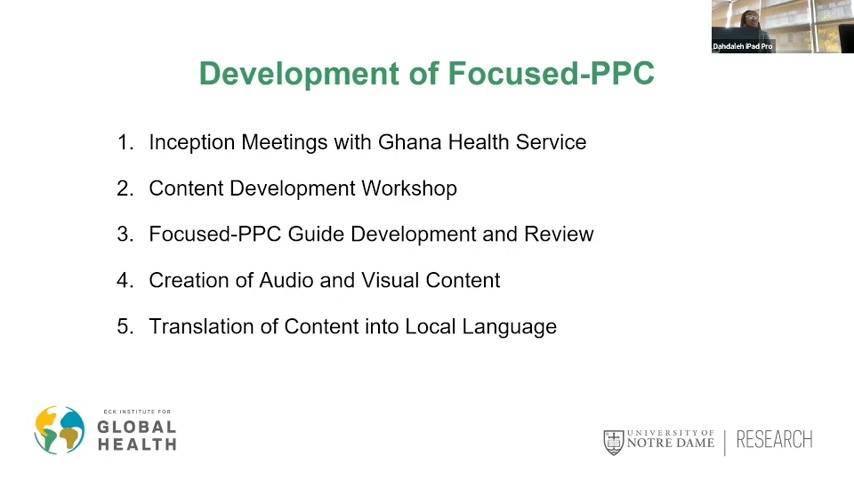 Dahdaleh iPad Pro
Development of Focused-PPC
1. Inception Meetings with Ghana Health Service
2. Content Development Workshop
3. Focused-PPC Guide Development and Review
4. Creation of Audio and Visual Content
5. Translation of Content into Local Language
ECK INSTITUTE FOR
GLOBAL
HEALTH
UNIVERSITY OF
NOTRE DAME
RESEARCH